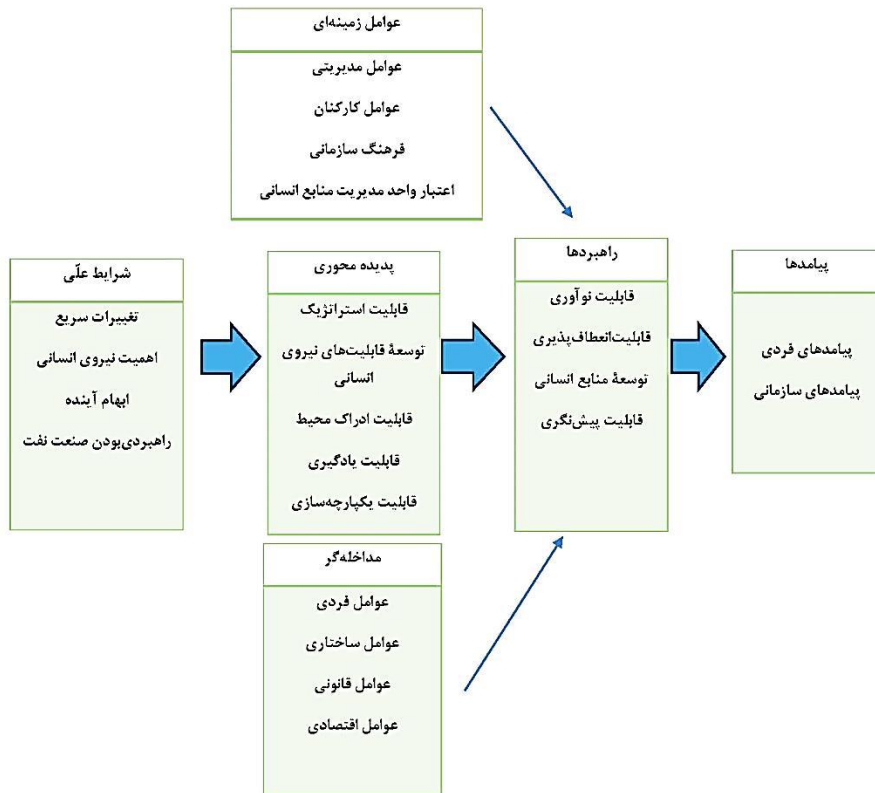 عوامل زمینه‌ای
عوامل مدیریتی
عوامل کارکنان
فرهنگ سازمانی
اعتبار واحد مدیریت منابع انسانی
شرایط علّی
تغییرات سریع
اهمیت نیروی انسانی
ابهام آینده
راهبردی‌بودن صنعت نفت
پدیده محوری
قابلیت استراتژیک
توسعهٔ قابلیت‌های نیروی
انسانی
قابلیت ادراک محیط
قابلیت یادگیری
قابلیت یکپارچه‌سازی
راهبردها
قابلیت نوآوری
قابلیت‌انعطاف‌پذیری
توسعهٔ منابع انسانی
قابلیت پیش‌نگری
پیامدها
پیامدهای فردی
پیامدهای سازمانی
مداخله‌گر
عوامل فردی
عوامل ساختاری
عوامل قانونی
عوامل اقتصادی